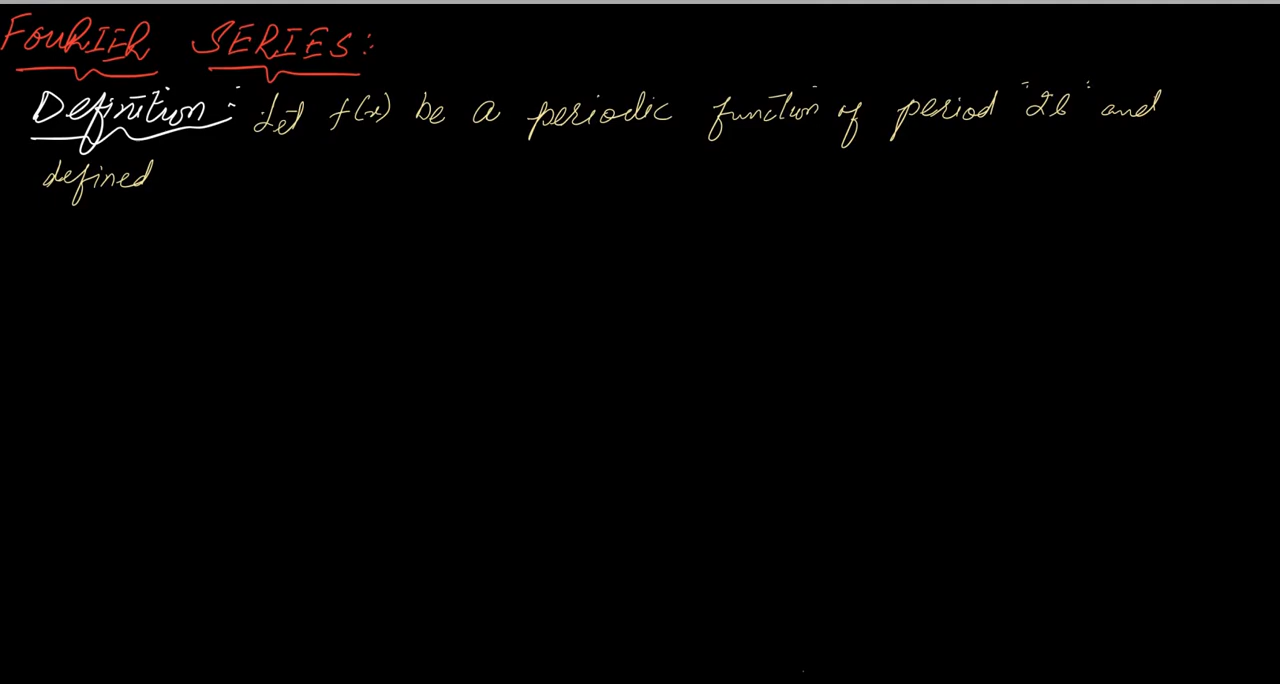 FOURIER SERIES:
Definition: Let f(x) be a periodic function of period "2l" and
defined